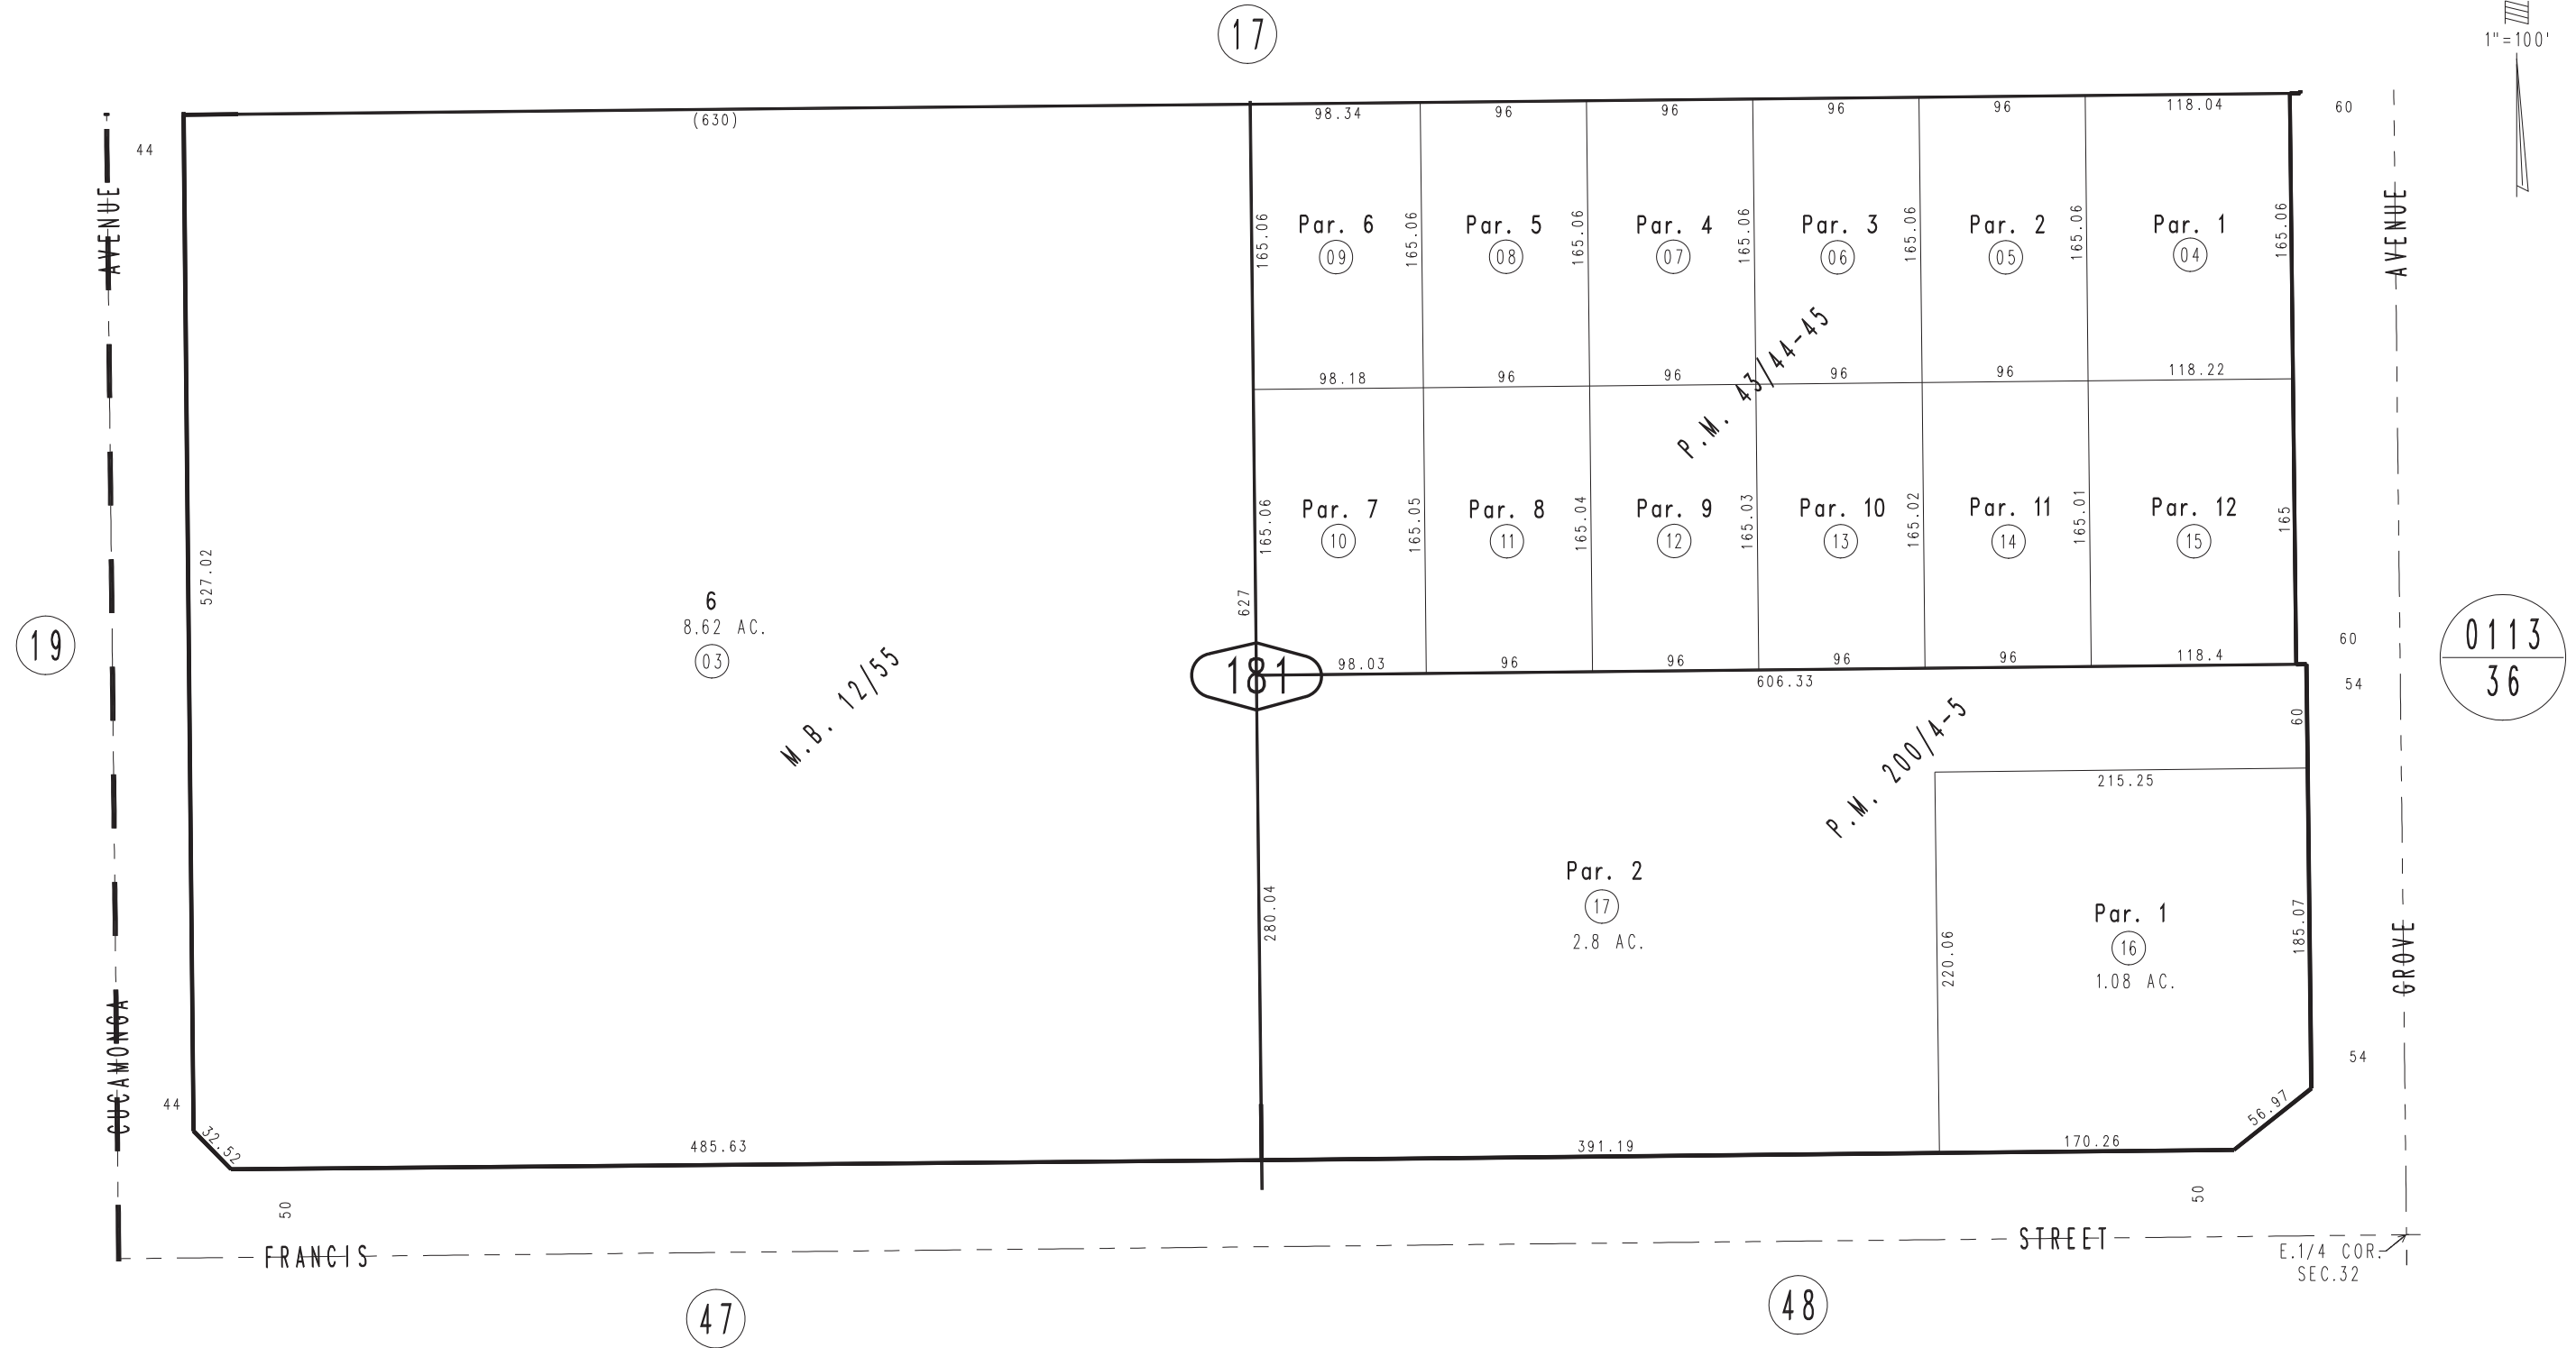 17
1"=100'
44
(630)
98.34
96
96
96
96
118.04
60
AVENUE
AVENUE
165.06
165.06
165.06
165.06
165.06
165.06
165.06
Par. 6
09
Par. 5
08
Par. 4
07
Par. 3
06
Par. 2
05
Par. 1
04
P.M. 43/44-45
98.18
96
96
96
96
118.22
165.06
165.05
165.04
165.03
165.02
165.01
165
Par. 7
10
Par. 8
11
Par. 9
12
Par. 10
13
Par. 11
14
Par. 12
15
527.02
6
8.62 AC.
03
M.B. 12/55
627
19
181
98.03
96
96
96
96
118.4
606.33
60
54
0113
36
60
P.M. 200/4-5
215.25
Par. 2
17
2.8 AC.
280.04
220.06
Par. 1
16
1.08 AC.
185.07
GROVE
CUCAMONGA
54
44
32.52
485.63
391.19
170.26
56.97
50
50
FRANCIS
STREET
E.1/4 COR.
SEC.32
47
48